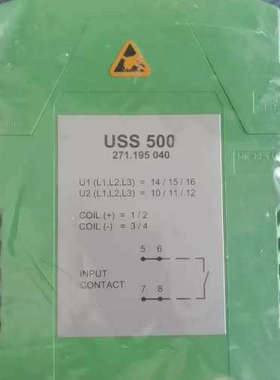 USS 500
271.195 040
U1 (L1,L2,L3) = 14 / 15 / 16
U2 (L1,L2,L3) = 10 / 11 / 12
COIL (+) = 1 / 2
COIL (-) = 3 / 4
5 6
INPUT
CONTACT
7 8